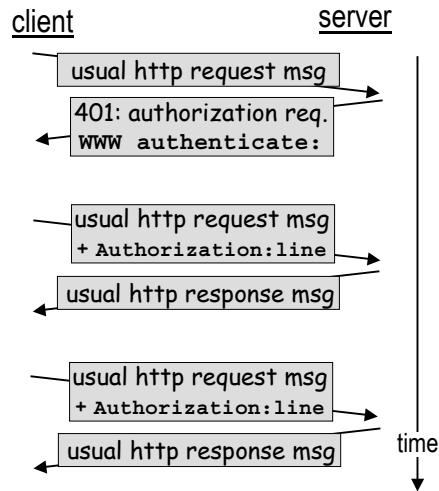 client
server
usual http request msg
401: authorization req.
WWW authenticate:
usual http request msg
+ Authorization:line
usual http response msg
usual http request msg
+ Authorization:line
usual http response msg
time